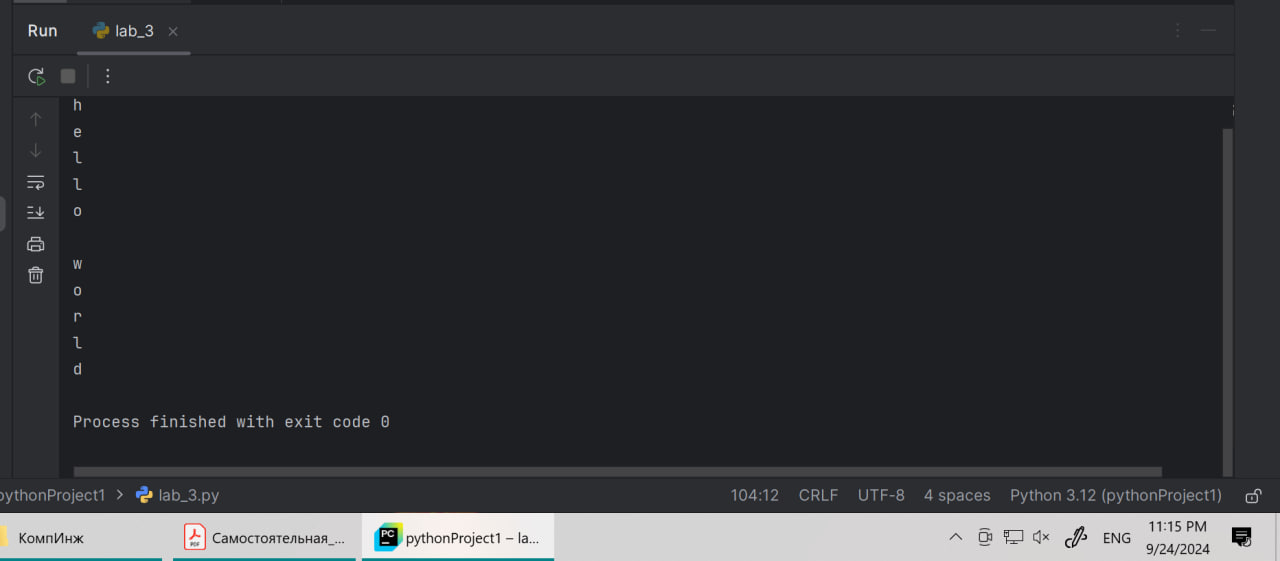 Run lab_3
h
e
l
l
o
w
o
r
l
d
Process finished with exit code 0
pythonProject1 > lab_3.py 104:12 CRLF UTF-8 4 spaces Python 3.12 (pythonProject1)
КомпИнж Самостоятельная_... PC pythonProject1 – la... ENG 11:15 PM
9/24/2024